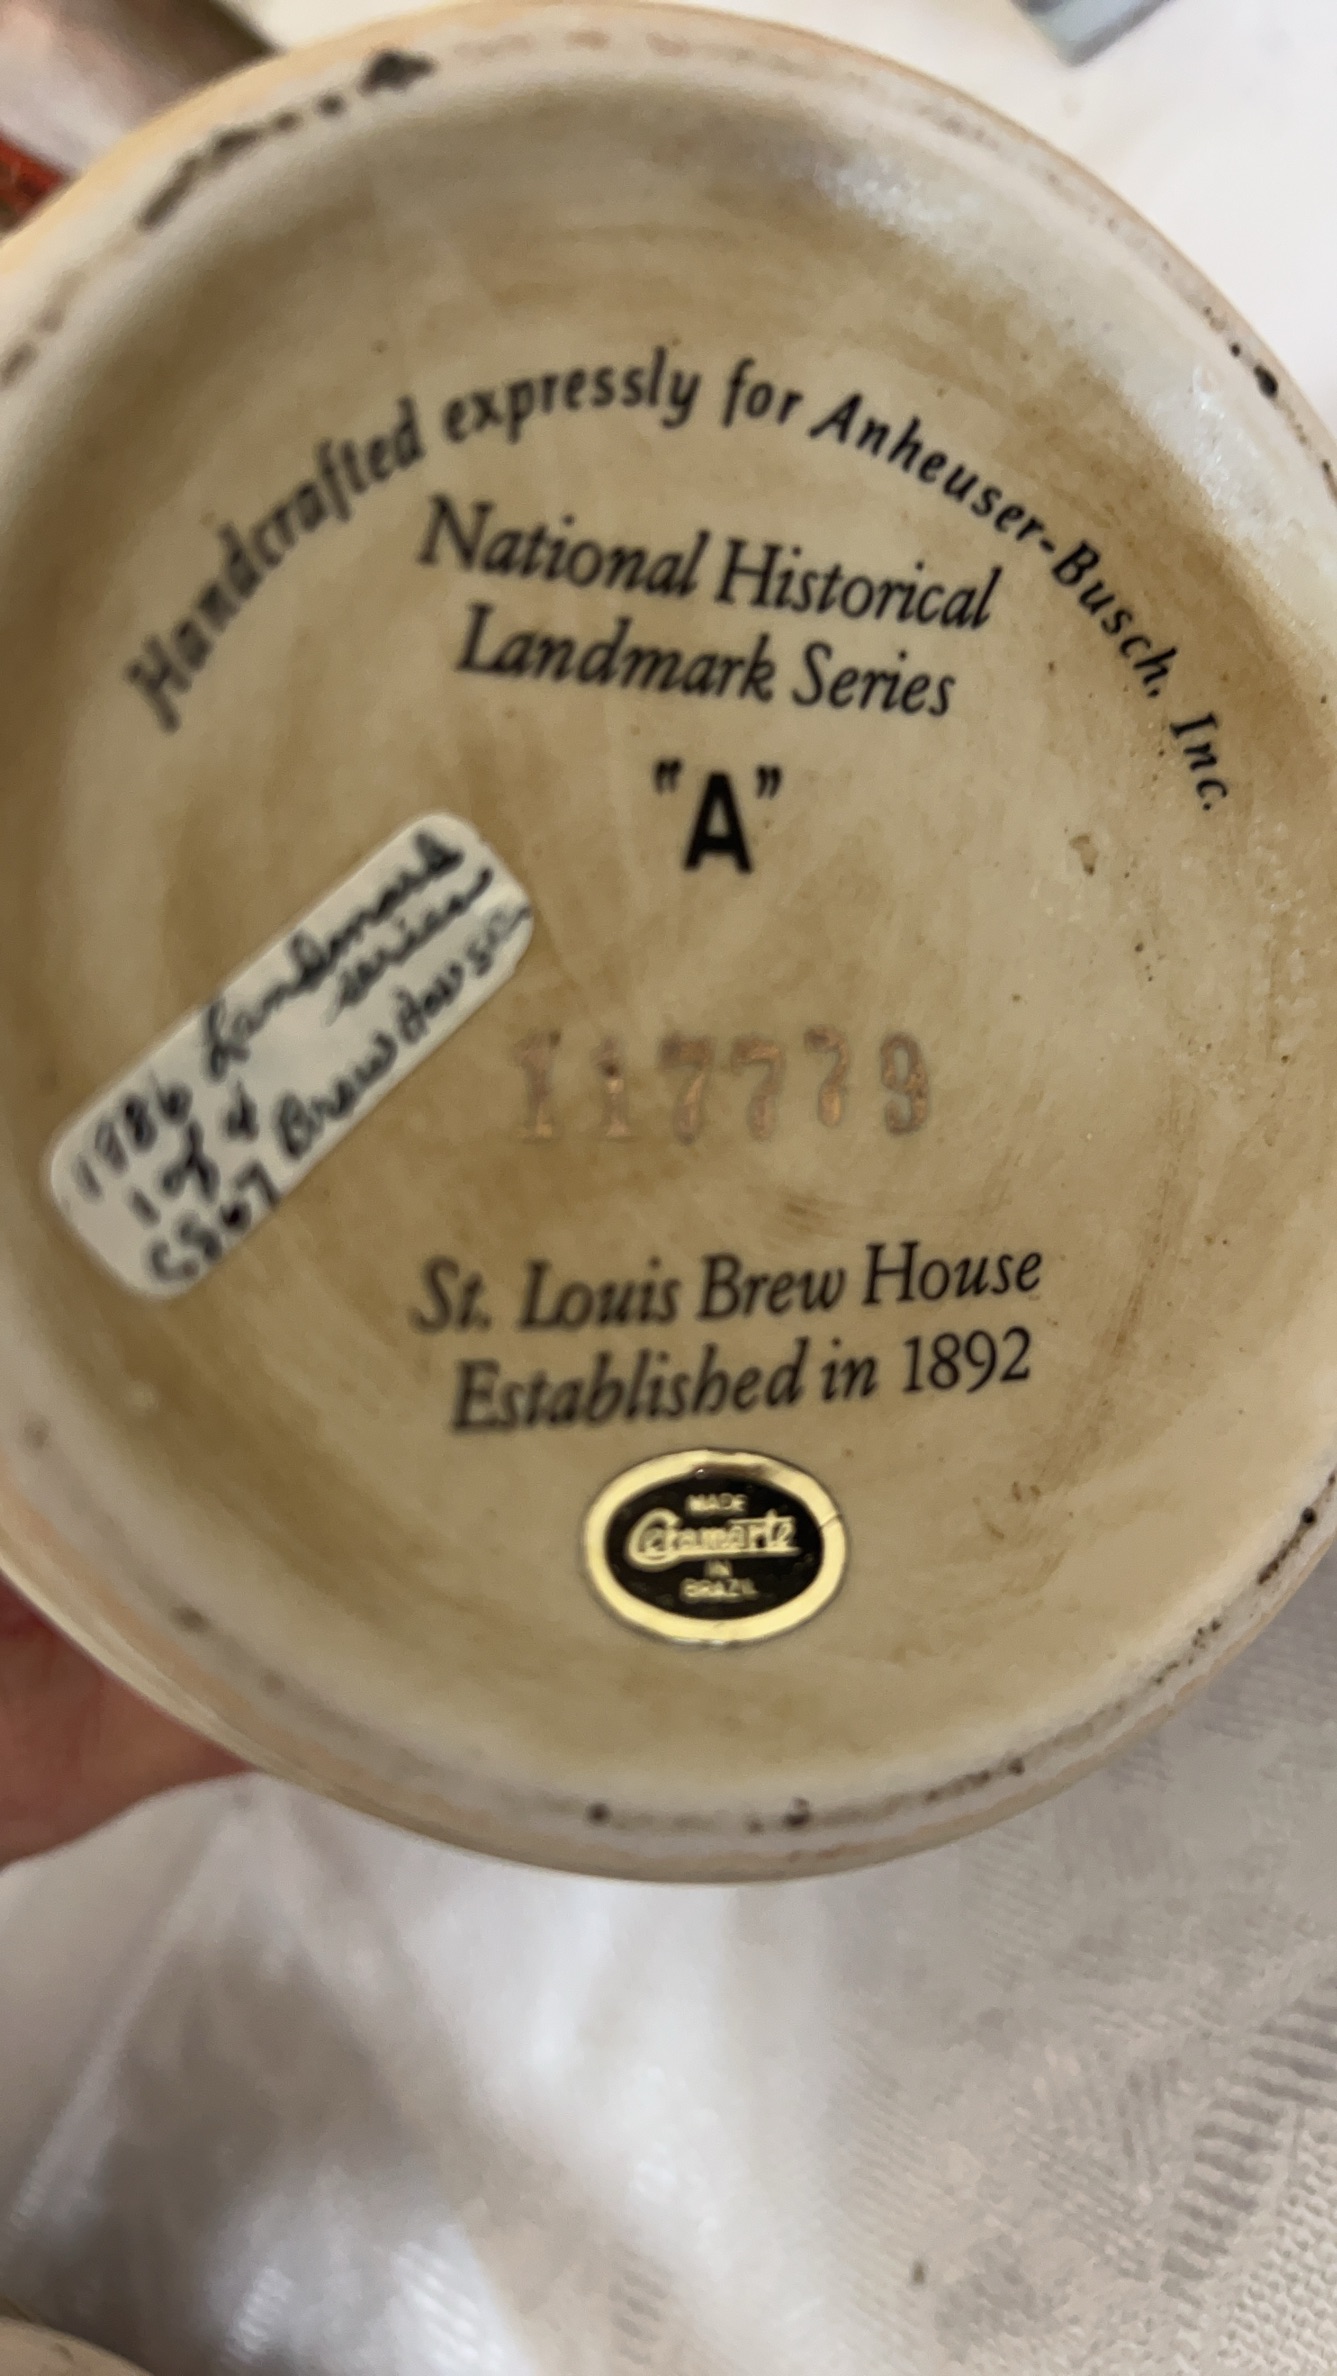 Handcrafted expressly for Anheuser-Busch, Inc.
National Historical
Landmark Series
"A"
1986 Landmark
series
1 of 4
CS67 Brew House
117779
St. Louis Brew House
Established in 1892
MADE
Ceramarte
IN
BRAZIL